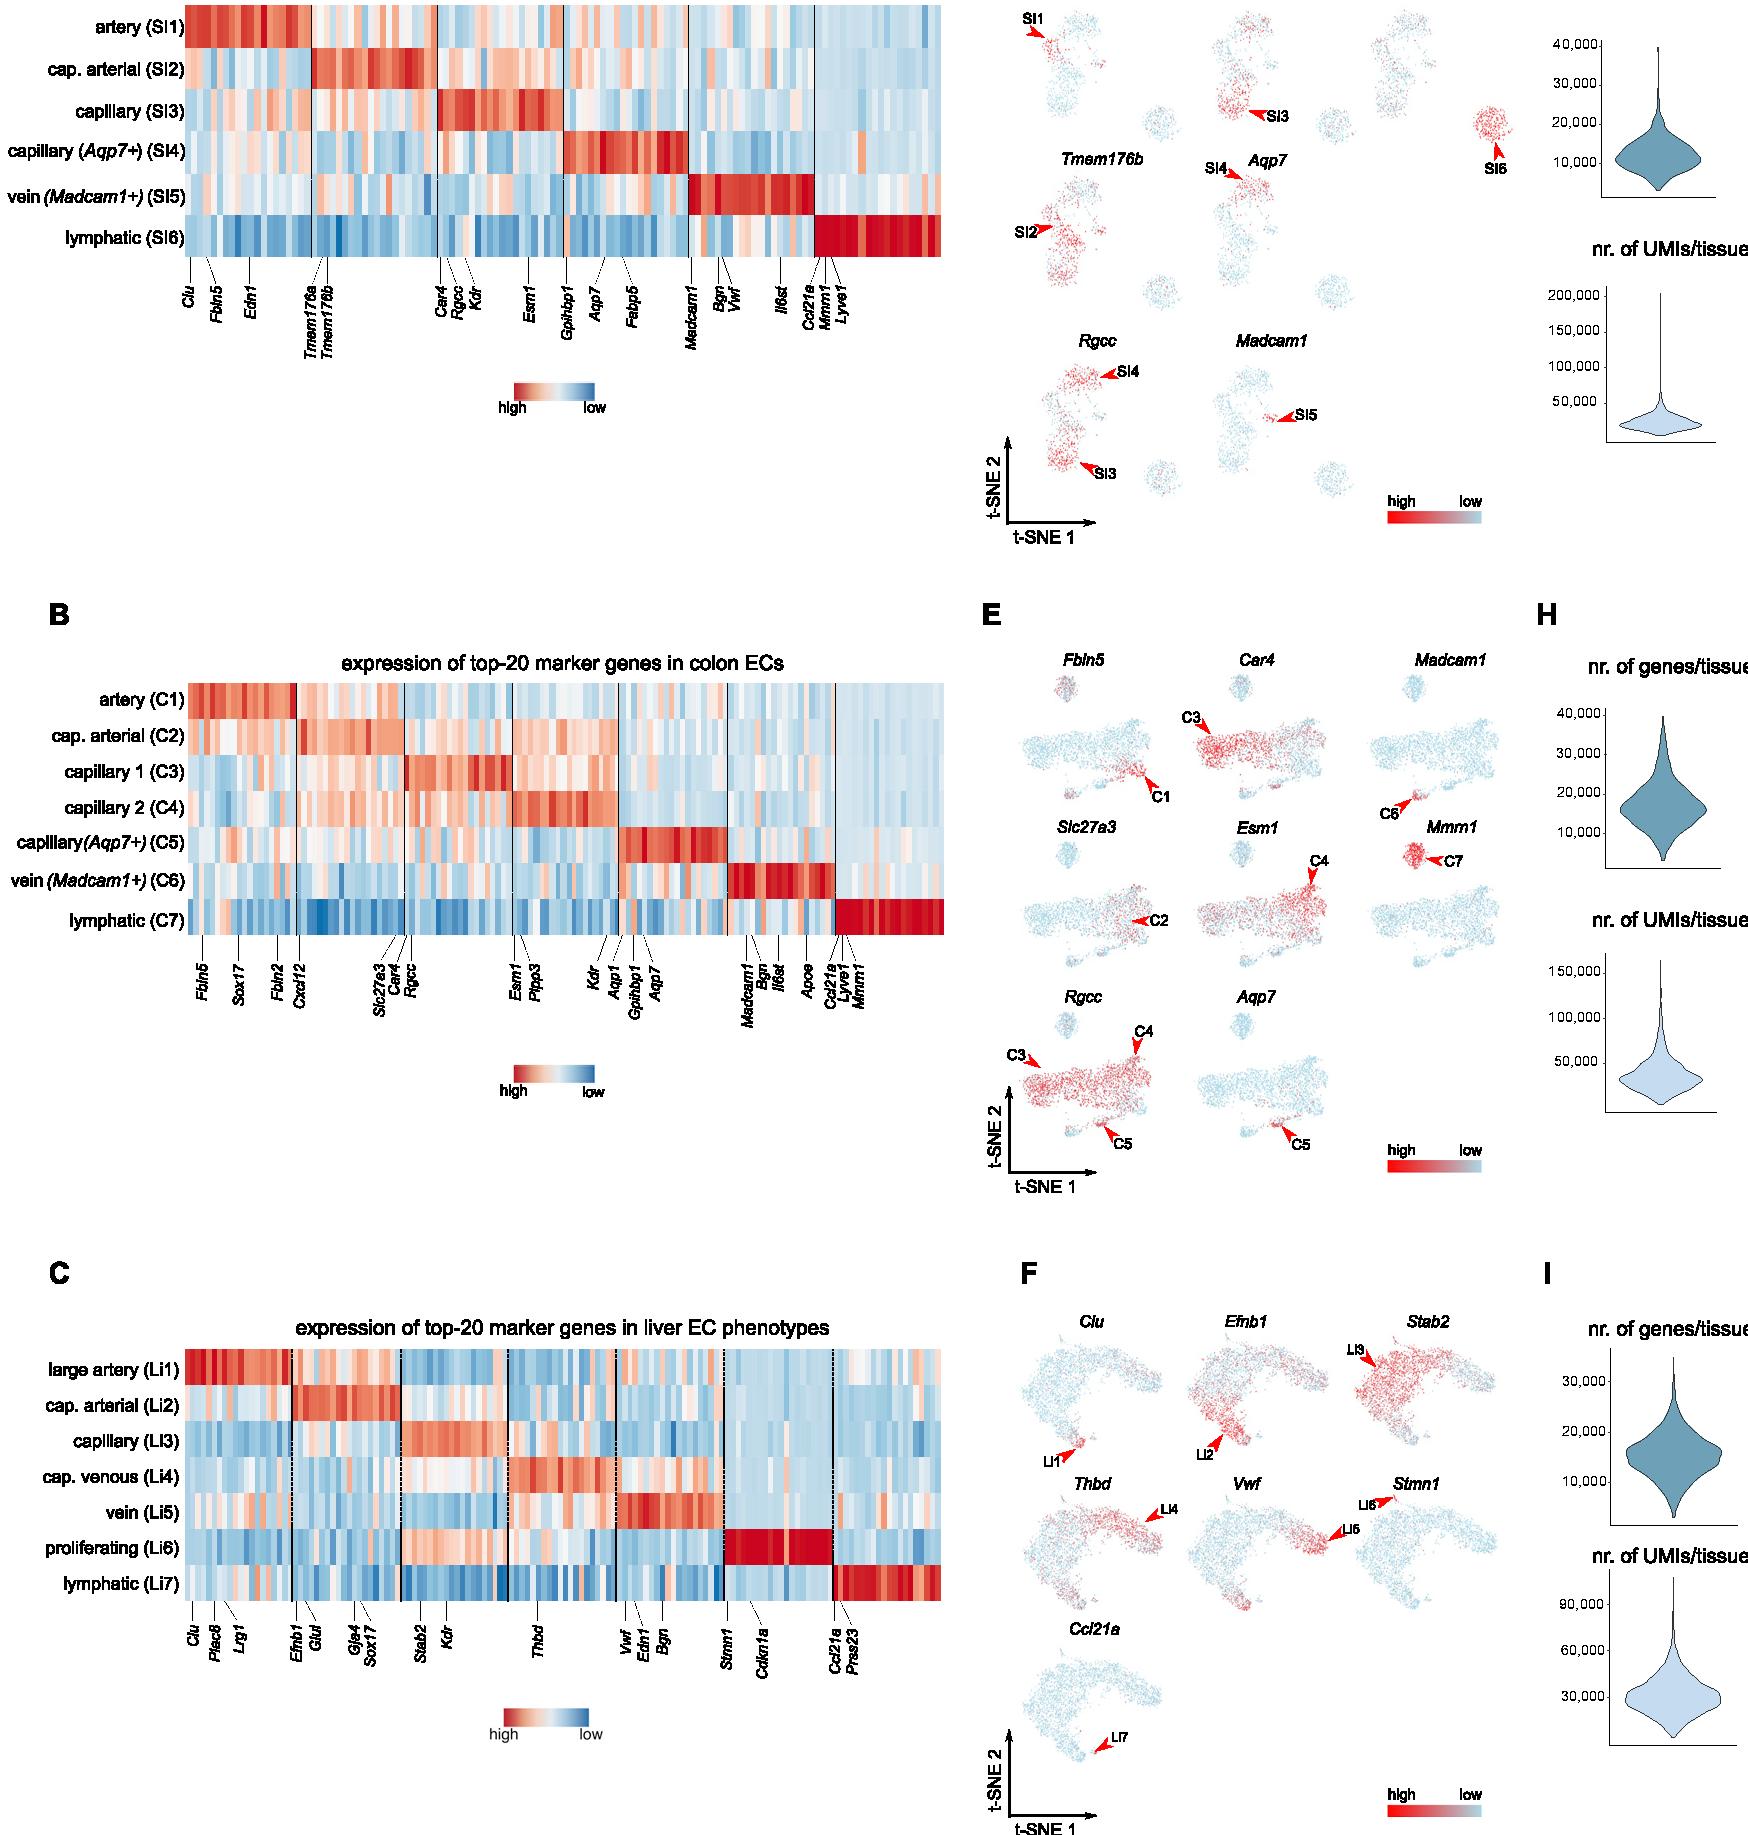 artery (SI1)
cap. arterial (SI2)
capillary (SI3)
capillary (Aqp7+) (SI4)
vein (Madcam1+) (SI5)
lymphatic (SI6)
Clu
Fbln5
Edn1
Tmem176a
Tmem176b
Car4
Rgcc
Kdr
Esm1
Gpihbp1
Aqp7
Fabp5
Madcam1
Bgn
Vwf
Il6st
Ccl21a
Mmrn1
Lyve1
high low
SI1
SI3
SI6
Tmem176b
Aqp7
SI2
SI4
Rgcc
Madcam1
SI4
SI3
SI5
t-SNE 2
t-SNE 1
high low
40,000
30,000
20,000
10,000
nr. of UMIs/tissue
200,000
150,000
100,000
50,000
B
expression of top-20 marker genes in colon ECs
artery (C1)
cap. arterial (C2)
capillary 1 (C3)
capillary 2 (C4)
capillary(Aqp7+) (C5)
vein (Madcam1+) (C6)
lymphatic (C7)
Fbln5
Sox17
Fbln2
Cxcl12
Slc27a3
Car4
Rgcc
Esm1
Plpp3
Kdr
Aqp1
Gpihbp1
Aqp7
Madcam1
Bgn
Il6st
Apoe
Ccl21a
Lyve1
Mmrn1
high low
E
Fbln5
Car4
Madcam1
C1
C3
C6
Slc27a3
Esm1
Mmrn1
C2
C4
C7
Rgcc
Aqp7
C3
C4
C5
C5
t-SNE 2
t-SNE 1
high low
H
nr. of genes/tissue
40,000
30,000
20,000
10,000
nr. of UMIs/tissue
150,000
100,000
50,000
C
expression of top-20 marker genes in liver EC phenotypes
large artery (Li1)
cap. arterial (Li2)
capillary (LI3)
cap. venous (Li4)
vein (Li5)
proliferating (Li6)
lymphatic (Li7)
Clu
Plac8
Lrg1
Efnb1
Glul
Gja4
Sox17
Stab2
Kdr
Thbd
Vwf
Edn1
Bgn
Stmn1
Cdkn1a
Ccl21a
Prss23
high low
F
Clu
Efnb1
Stab2
LI1
LI2
LI3
Thbd
Vwf
Stmn1
LI4
LI5
LI6
Ccl21a
LI7
t-SNE 2
t-SNE 1
high low
I
nr. of genes/tissue
30,000
20,000
10,000
nr. of UMIs/tissue
90,000
60,000
30,000